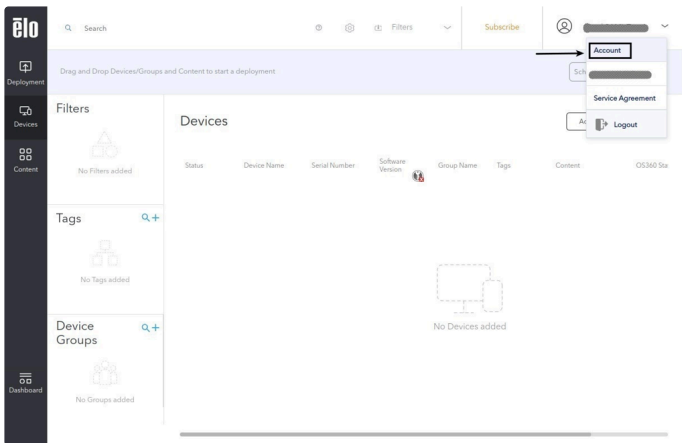 ēlo
Search
Filters
Subscribe
Account
Service Agreement
Logout
Drag and Drop Devices/Groups and Content to start a deployment
Deployment
Devices
Content
Dashboard
Filters
No Filters added
Tags
No Tags added
Device
Groups
No Groups added
Devices
Status Device Name Serial Number Software Version Group Name Tags Content OS360 Sta
No Devices added